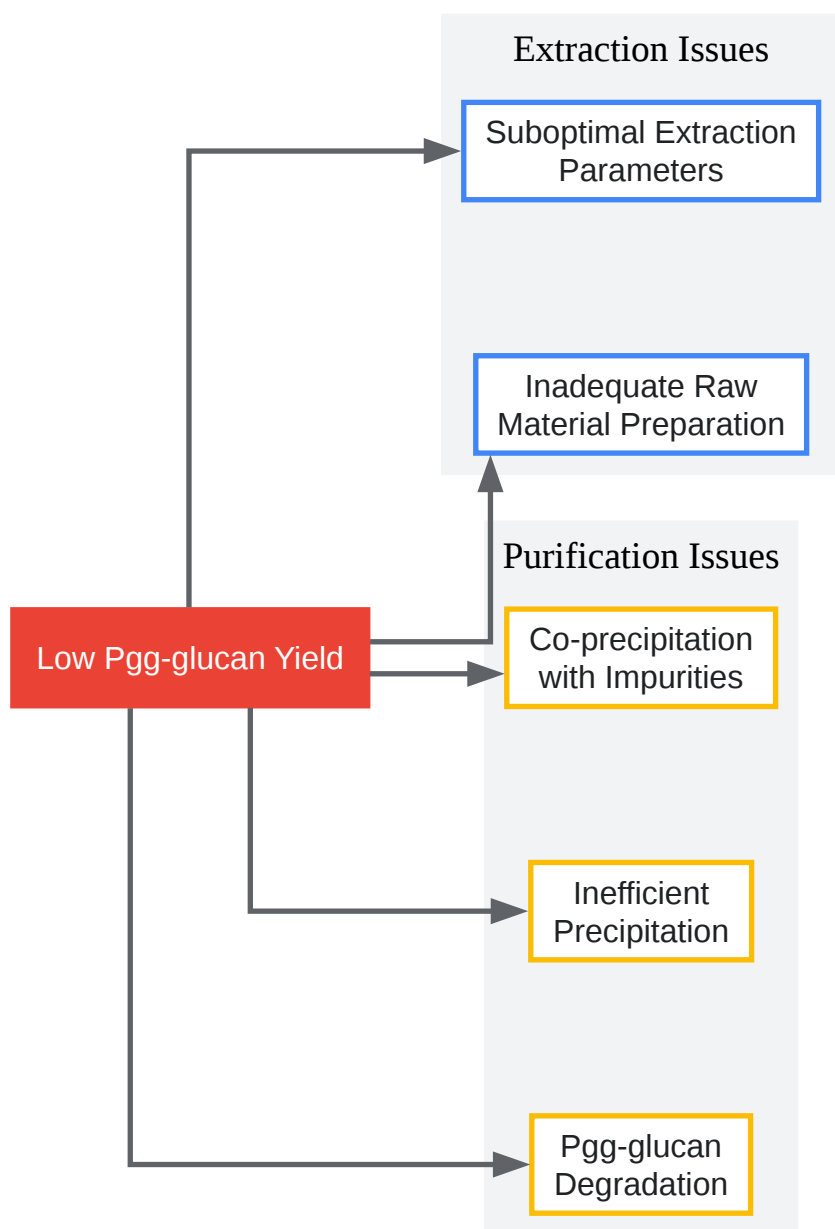 Extraction Issues
Suboptimal Extraction
Parameters
Inadequate Raw
Material Preparation
Purification Issues
Low Pgg-glucan Yield
Co-precipitation
with Impurities
Inefficient
Precipitation
Pgg-glucan
Degradation